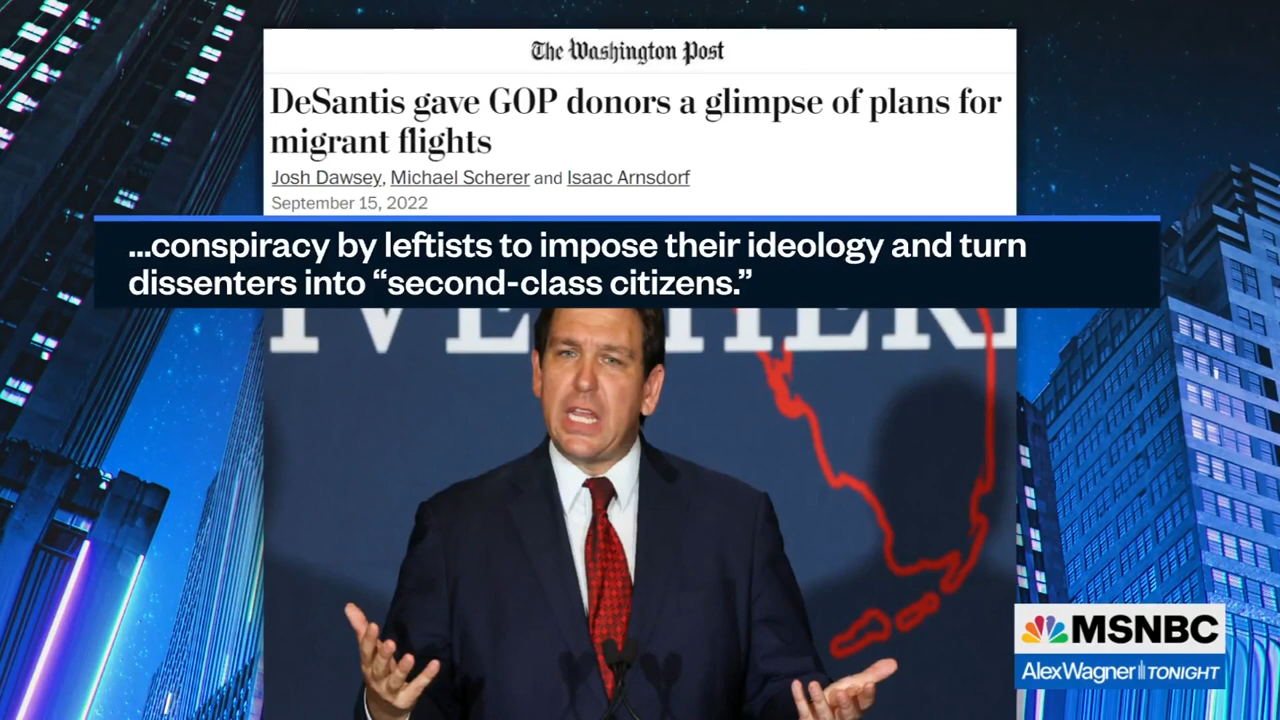 The Washington Post
DeSantis gave GOP donors a glimpse of plans for
migrant flights
Josh Dawsey, Michael Scherer and Isaac Arnsdorf
September 15, 2022
...conspiracy by leftists to impose their ideology and turn
dissenters into “second-class citizens.”
MSNBC
AlexWagner TONIGHT